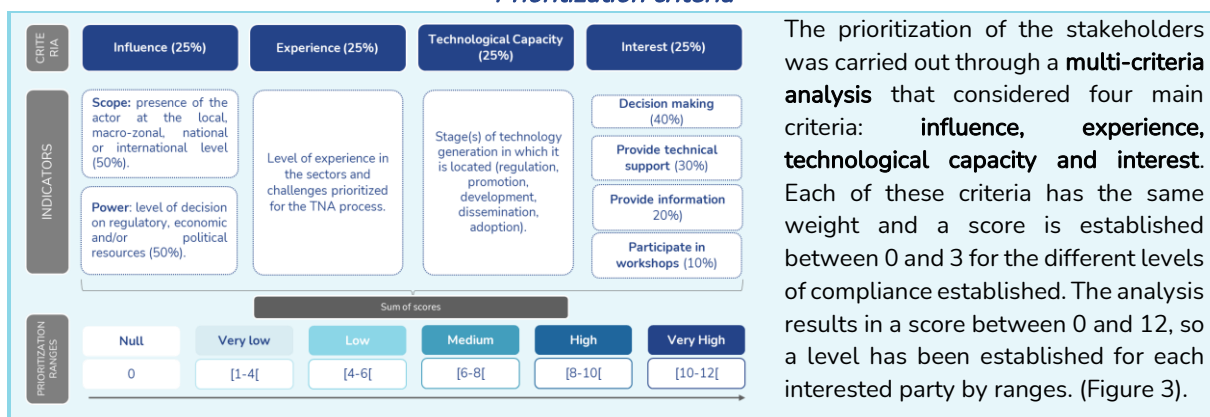 Prioritization criteria
CRITE
RIA
Influence (25%)
Experience (25%)
Technological Capacity
(25%)
Interest (25%)
INDICATORS
Scope: presence of the
actor at the local,
macro-zonal, national
or international level
(50%).
Power: level of decision
on regulatory, economic
and/or political
resources (50%).
Level of experience in
the sectors and
challenges prioritized
for the TNA process.
Stage(s) of technology
generation in which it
is located (regulation,
promotion,
development,
dissemination,
adoption).
Decision making
(40%)
Provide technical
support (30%)
Provide information
20%)
Participate in
workshops (10%)
Sum of scores
PRIORITIZATION
RANGES
Null
Very low
Low
Medium
High
Very High
0
[1-4[
[4-6[
[6-8[
[8-10[
[10-12[
The prioritization of the stakeholders
was carried out through a multi-criteria
analysis that considered four main
criteria: influence, experience,
technological capacity and interest.
Each of these criteria has the same
weight and a score is established
between 0 and 3 for the different levels
of compliance established. The analysis
results in a score between 0 and 12, so
a level has been established for each
interested party by ranges. (Figure 3).